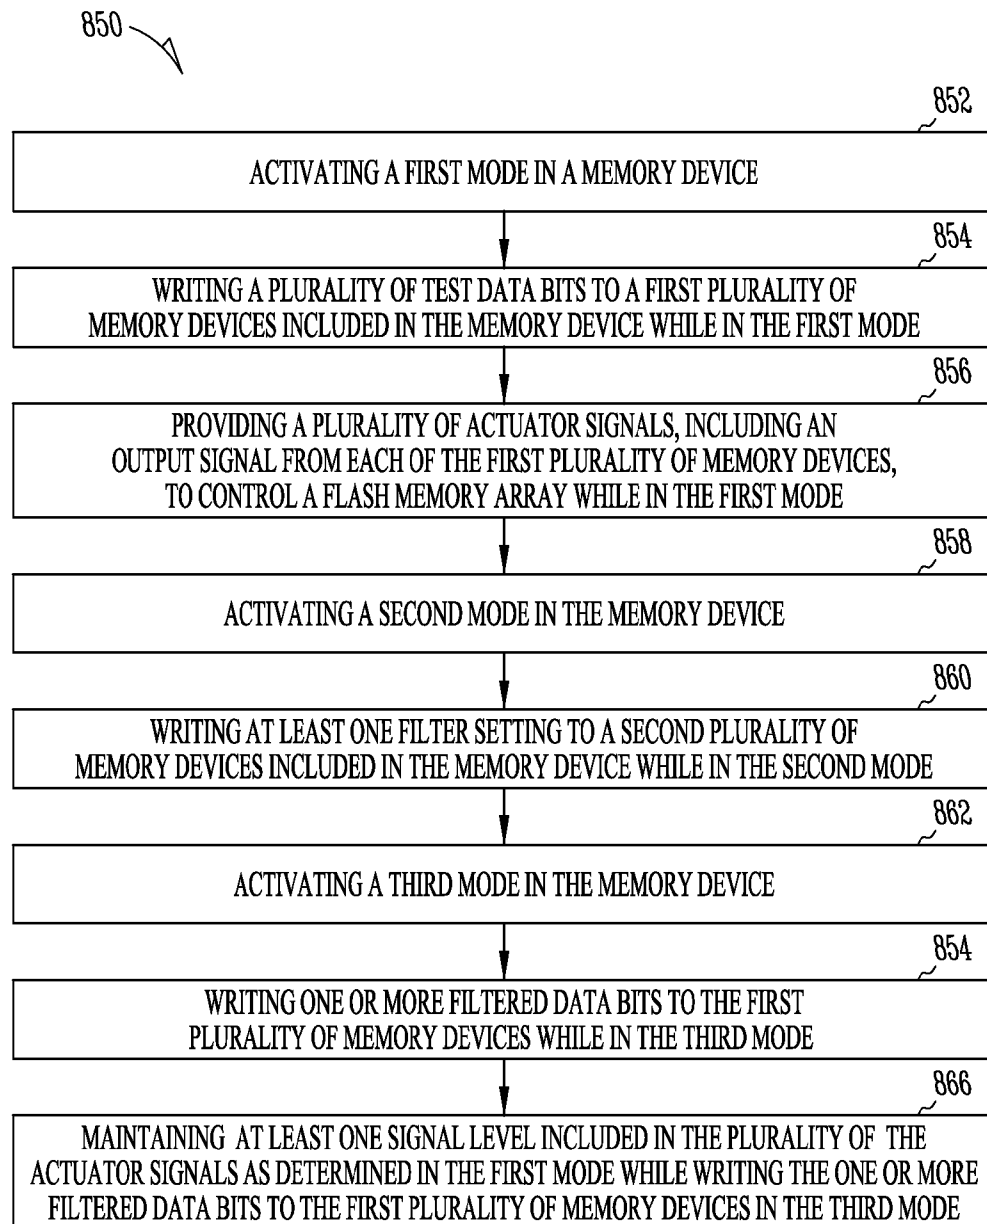 850
852
ACTIVATING A FIRST MODE IN A MEMORY DEVICE
854
WRITING A PLURALITY OF TEST DATA BITS TO A FIRST PLURALITY OF
MEMORY DEVICES INCLUDED IN THE MEMORY DEVICE WHILE IN THE FIRST MODE
856
PROVIDING A PLURALITY OF ACTUATOR SIGNALS, INCLUDING AN
OUTPUT SIGNAL FROM EACH OF THE FIRST PLURALITY OF MEMORY DEVICES,
TO CONTROL A FLASH MEMORY ARRAY WHILE IN THE FIRST MODE
858
ACTIVATING A SECOND MODE IN THE MEMORY DEVICE
860
WRITING AT LEAST ONE FILTER SETTING TO A SECOND PLURALITY OF
MEMORY DEVICES INCLUDED IN THE MEMORY DEVICE WHILE IN THE SECOND MODE
862
ACTIVATING A THIRD MODE IN THE MEMORY DEVICE
854
WRITING ONE OR MORE FILTERED DATA BITS TO THE FIRST
PLURALITY OF MEMORY DEVICES WHILE IN THE THIRD MODE
866
MAINTAINING AT LEAST ONE SIGNAL LEVEL INCLUDED IN THE PLURALITY OF THE
ACTUATOR SIGNALS AS DETERMINED IN THE FIRST MODE WHILE WRITING THE ONE OR MORE
FILTERED DATA BITS TO THE FIRST PLURALITY OF MEMORY DEVICES IN THE THIRD MODE